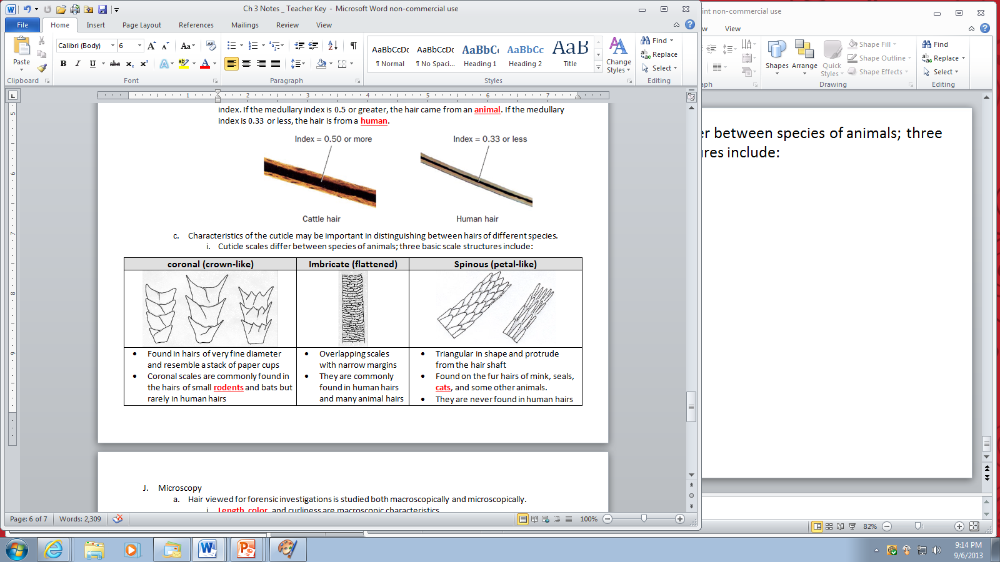 Ch 3 Notes _ Teacher Key - Microsoft Word non-commercial use
File Home Insert Page Layout References Mailings Review View
Paste
Calibri (Body) 6
Clipboard Font Paragraph Styles Editing
AaBbCcDc AaBbCcDc AaBbCc AaBbCc AaB
¶ Normal ¶ No Spaci... Heading 1 Heading 2 Title
Change Styles
Find
Replace
Select
index. If the medullary index is 0.5 or greater, the hair came from an animal. If the medullary
index is 0.33 or less, the hair is from a human.
Index = 0.50 or more Index = 0.33 or less
Cattle hair Human hair
c. Characteristics of the cuticle may be important in distinguishing between hairs of different species.
i. Cuticle scales differ between species of animals; three basic scale structures include:
coronal (crown-like) Imbricate (flattened) Spinous (petal-like)
• Found in hairs of very fine diameter
and resemble a stack of paper cups
• Coronal scales are commonly found in
the hairs of small rodents and bats but
rarely in human hairs
• Overlapping scales
with narrow margins
• They are commonly
found in human hairs
and many animal hairs
• Triangular in shape and protrude
from the hair shaft
• Found on the fur hairs of mink, seals,
cats, and some other animals.
• They are never found in human hairs
J. Microscopy
a. Hair viewed for forensic investigations is studied both macroscopically and microscopically.
i. Length, color, and curliness are macroscopic characteristics
Page: 6 of 7 Words: 2,309 100%
int non-commercial use
w View
Shapes Arrange Quick Styles
Shape Fill
Shape Outline
Shape Effects
Find
Replace
Select
aph Drawing Editing
er between species of animals; three
ures include:
82%
9:14 PM
9/6/2013